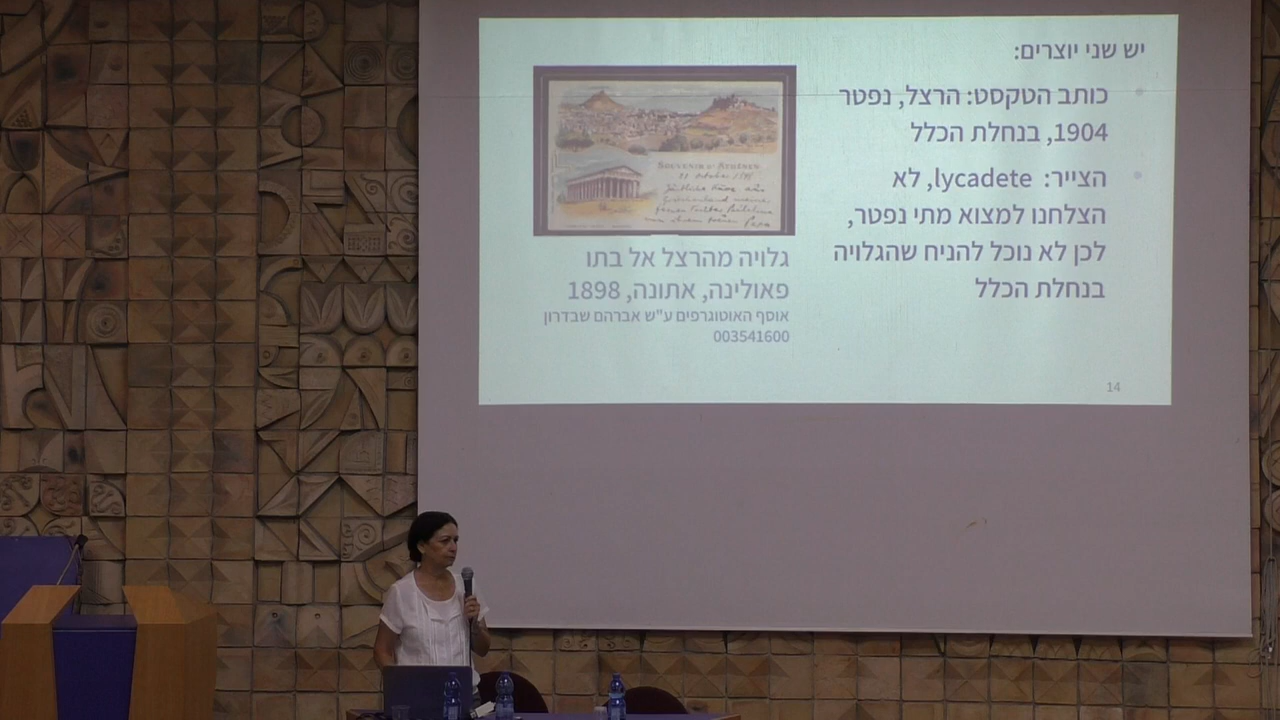 יש שני יוצרים:
כותב הטקסט: הרצל, נפטר
1904, בנחלת הכלל
הצייר: lycadete, לא
הצלחנו למצוא מתי נפטר,
לכן לא נוכל להניח שהגלויה
בנחלת הכלל
SOUVENIR D'ATHÈNES
גלויה מהרצל אל בתו
פאולינה, אתונה, 1898
אוסף האוטוגרפים ע"ש אברהם שבדרון
003541600
14